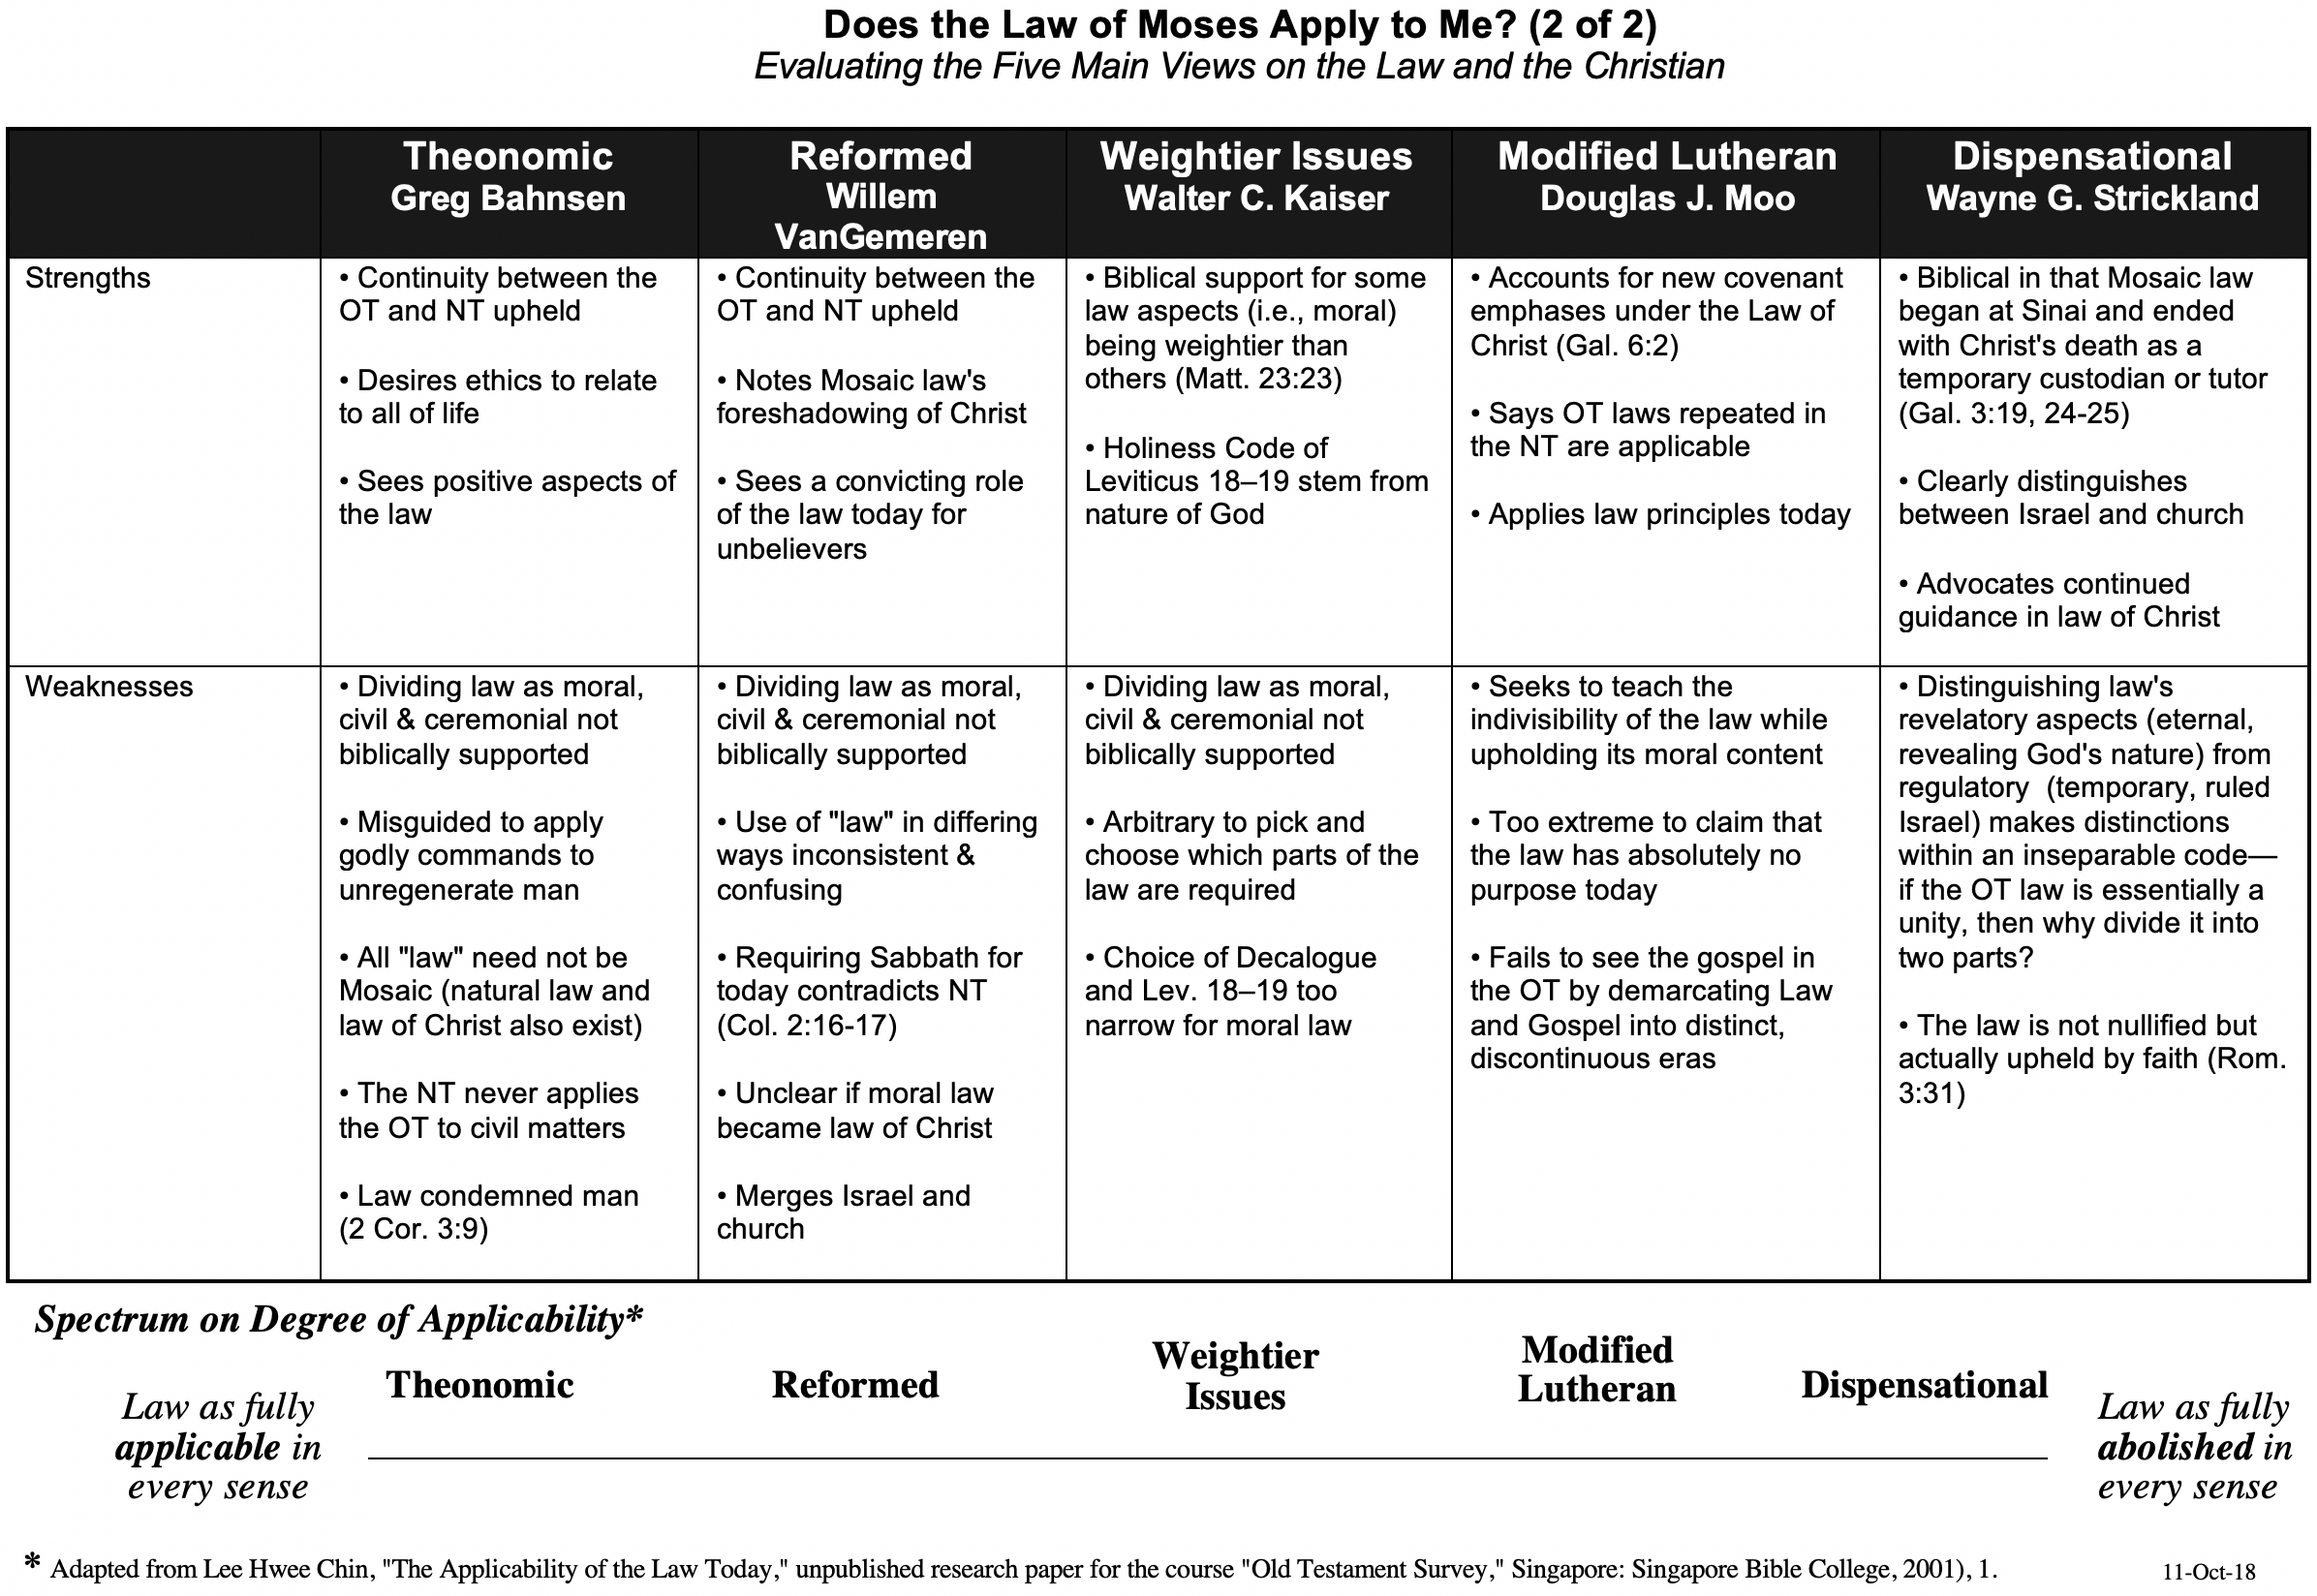 Does the Law of Moses Apply to Me? (2 of 2)
Evaluating the Five Main Views on the Law and the Christian
Theonomic
Greg Bahnsen
Reformed
Willem
VanGemeren
Weightier Issues
Walter C. Kaiser
Modified Lutheran
Douglas J. Moo
Dispensational
Wayne G. Strickland
Strengths
• Continuity between the
OT and NT upheld
• Desires ethics to relate
to all of life
• Sees positive aspects of
the law
• Continuity between the
OT and NT upheld
• Notes Mosaic law's
foreshadowing of Christ
• Sees a convicting role
of the law today for
unbelievers
• Biblical support for some
law aspects (i.e., moral)
being weightier than
others (Matt. 23:23)
• Holiness Code of
Leviticus 18–19 stem from
nature of God
• Accounts for new covenant
emphases under the Law of
Christ (Gal. 6:2)
• Says OT laws repeated in
the NT are applicable
• Applies law principles today
• Biblical in that Mosaic law
began at Sinai and ended
with Christ's death as a
temporary custodian or tutor
(Gal. 3:19, 24-25)
• Clearly distinguishes
between Israel and church
• Advocates continued
guidance in law of Christ
Weaknesses
• Dividing law as moral,
civil & ceremonial not
biblically supported
• Misguided to apply
godly commands to
unregenerate man
• All "law" need not be
Mosaic (natural law and
law of Christ also exist)
• The NT never applies
the OT to civil matters
• Law condemned man
(2 Cor. 3:9)
• Dividing law as moral,
civil & ceremonial not
biblically supported
• Use of "law" in differing
ways inconsistent &
confusing
• Requiring Sabbath for
today contradicts NT
(Col. 2:16-17)
• Unclear if moral law
became law of Christ
• Merges Israel and
church
• Dividing law as moral,
civil & ceremonial not
biblically supported
• Arbitrary to pick and
choose which parts of the
law are required
• Choice of Decalogue
and Lev. 18–19 too
narrow for moral law
• Seeks to teach the
indivisibility of the law while
upholding its moral content
• Too extreme to claim that
the law has absolutely no
purpose today
• Fails to see the gospel in
the OT by demarcating Law
and Gospel into distinct,
discontinuous eras
• Distinguishing law's
revelatory aspects (eternal,
revealing God's nature) from
regulatory (temporary, ruled
Israel) makes distinctions
within an inseparable code—
if the OT law is essentially a
unity, then why divide it into
two parts?
• The law is not nullified but
actually upheld by faith (Rom.
3:31)
Spectrum on Degree of Applicability*
Law as fully
applicable in
every sense
Theonomic
Reformed
Weightier
Issues
Modified
Lutheran
Dispensational
Law as fully
abolished in
every sense
* Adapted from Lee Hwee Chin, "The Applicability of the Law Today," unpublished research paper for the course "Old Testament Survey," Singapore: Singapore Bible College, 2001), 1.
11-Oct-18